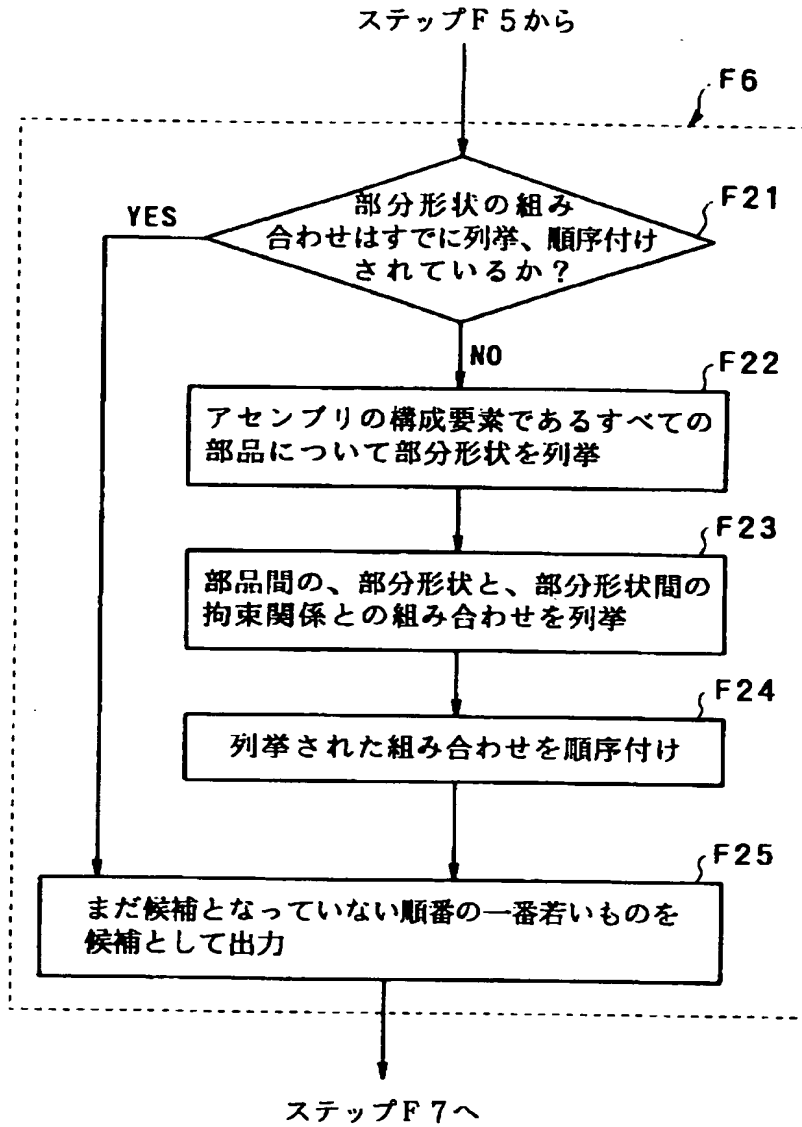 ステップF5から
F6
部分形状の組み
合わせはすでに列挙、順序付け
されているか?
F21
YES
NO
F22
アセンブリの構成要素であるすべての
部品について部分形状を列挙
F23
部品間の、部分形状と、部分形状間の
拘束関係との組み合わせを列挙
F24
列挙された組み合わせを順序付け
F25
まだ候補となっていない順番の一番若いものを
候補として出力
ステップF7へ